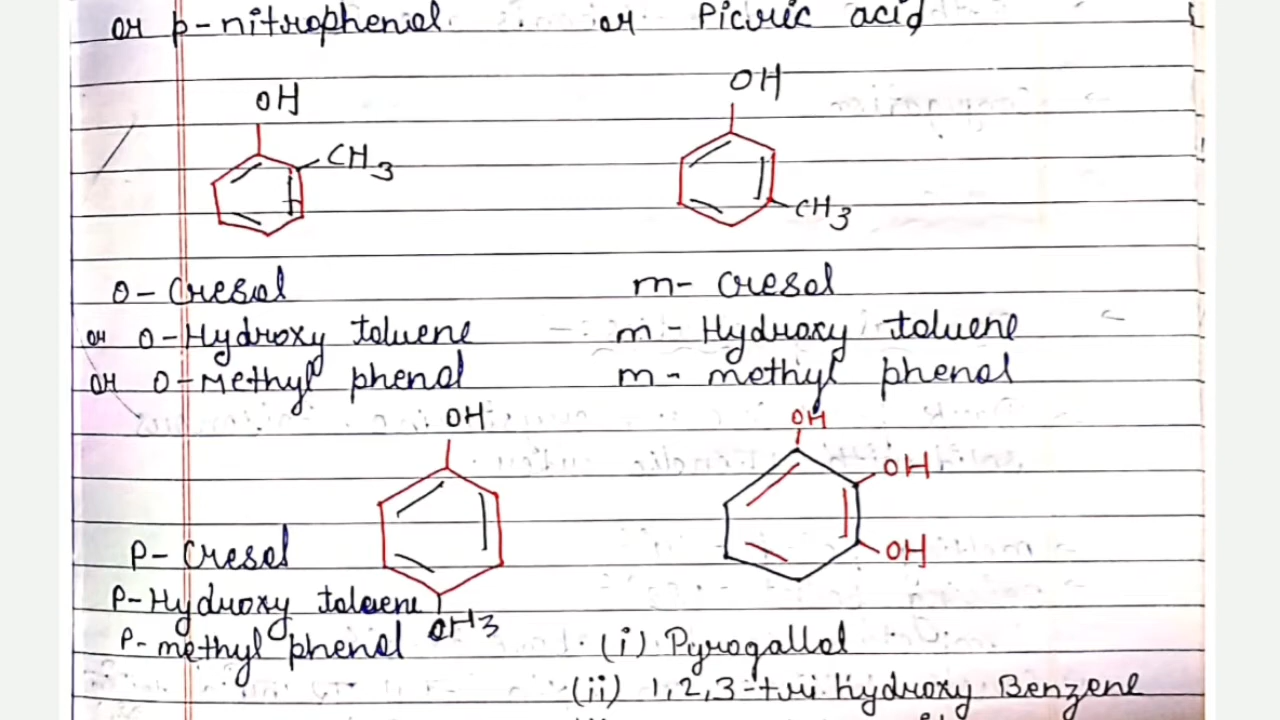 or p-nitrophenol or Picric acid
OH OH
CH3
CH3
O-Cresol m- cresol
or O-Hydroxy toluene m - Hydroxy toluene
or O-Methyl phenol m - methyl phenol
OH OH
OH
OH
P- Cresol
P-Hydroxy toluene
CH3
P-methyl phenol (i) Pyrogallol
(ii) 1,2,3-tri hydroxy Benzene